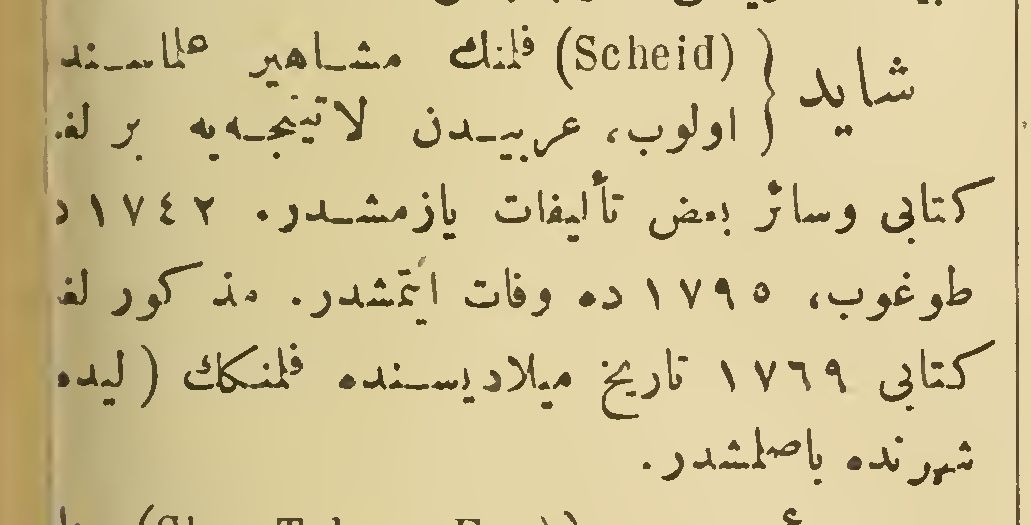 شايد { (Scheid) فلمنك مشاهير علماسند
اولوب، عربيدن لاتينجه‌يه بر لغ
كتابى وسائر بعض تأليفات يازمشدر. ١٧٤٢ د
طوغوب، ١٧٩٥ ده وفات ايتمشدر. مذكور لغ
كتابى ١٧٦٩ تاريخ ميلاديسنده فلمنكك (ليده
شهرنده باصلمشدر.